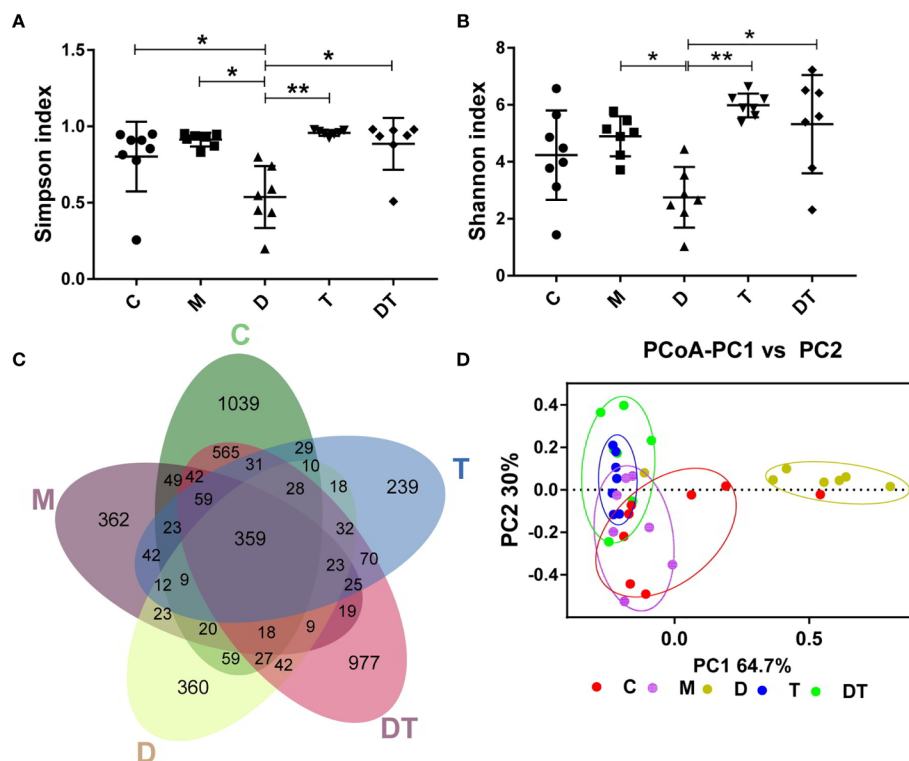 A
Simpson index
1.5
1.0
0.5
0.0
*
*
*
**
C
M
D
T
DT
B
Shannon index
8
6
4
2
0
*
*
**
C
M
D
T
DT
C
C
1039
565
31
29
10
T
49
42
59
28
18
239
M
362
23
359
32
70
42
12
9
23
25
23
20
18
9
19
59
27
42
360
977
D
DT
D
PCoA-PC1 vs PC2
PC2 30%
0.4
0.2
0.0
-0.2
-0.4
0.0
0.5
PC1 64.7%
C
M
D
T
DT